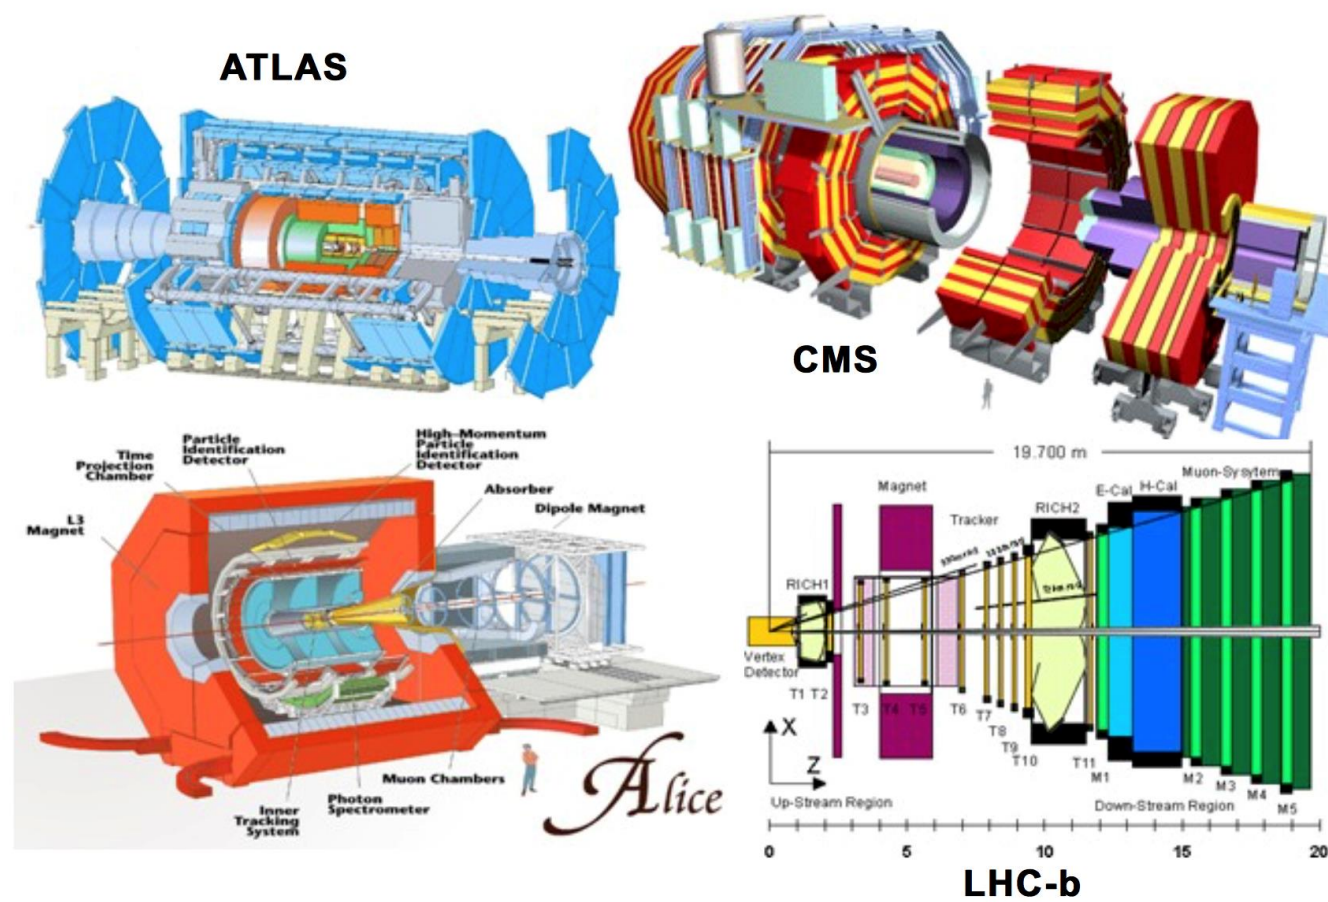 ATLAS
CMS
Time
Projection
Chamber
Particle
Identification
Detector
High-Momentum
Particle
Identification
Detector
Absorber
Dipole Magnet
L3
Magnet
Muon Chambers
Photon
Spectrometer
Inner
Tracking
System
Alice
19.700 m
Muon-Sysytem
E-Cal
H-Cal
Magnet
Tracker
RICH2
RICH1
Vertex
Detector
T1 T2
T3
T4
T5
T6
T7
T8
T9
T10
T11
M1
M2
M3
M4
M5
X
Z
Up-Stream Region
Down-Stream Region
0
5
10
15
20
LHC-b